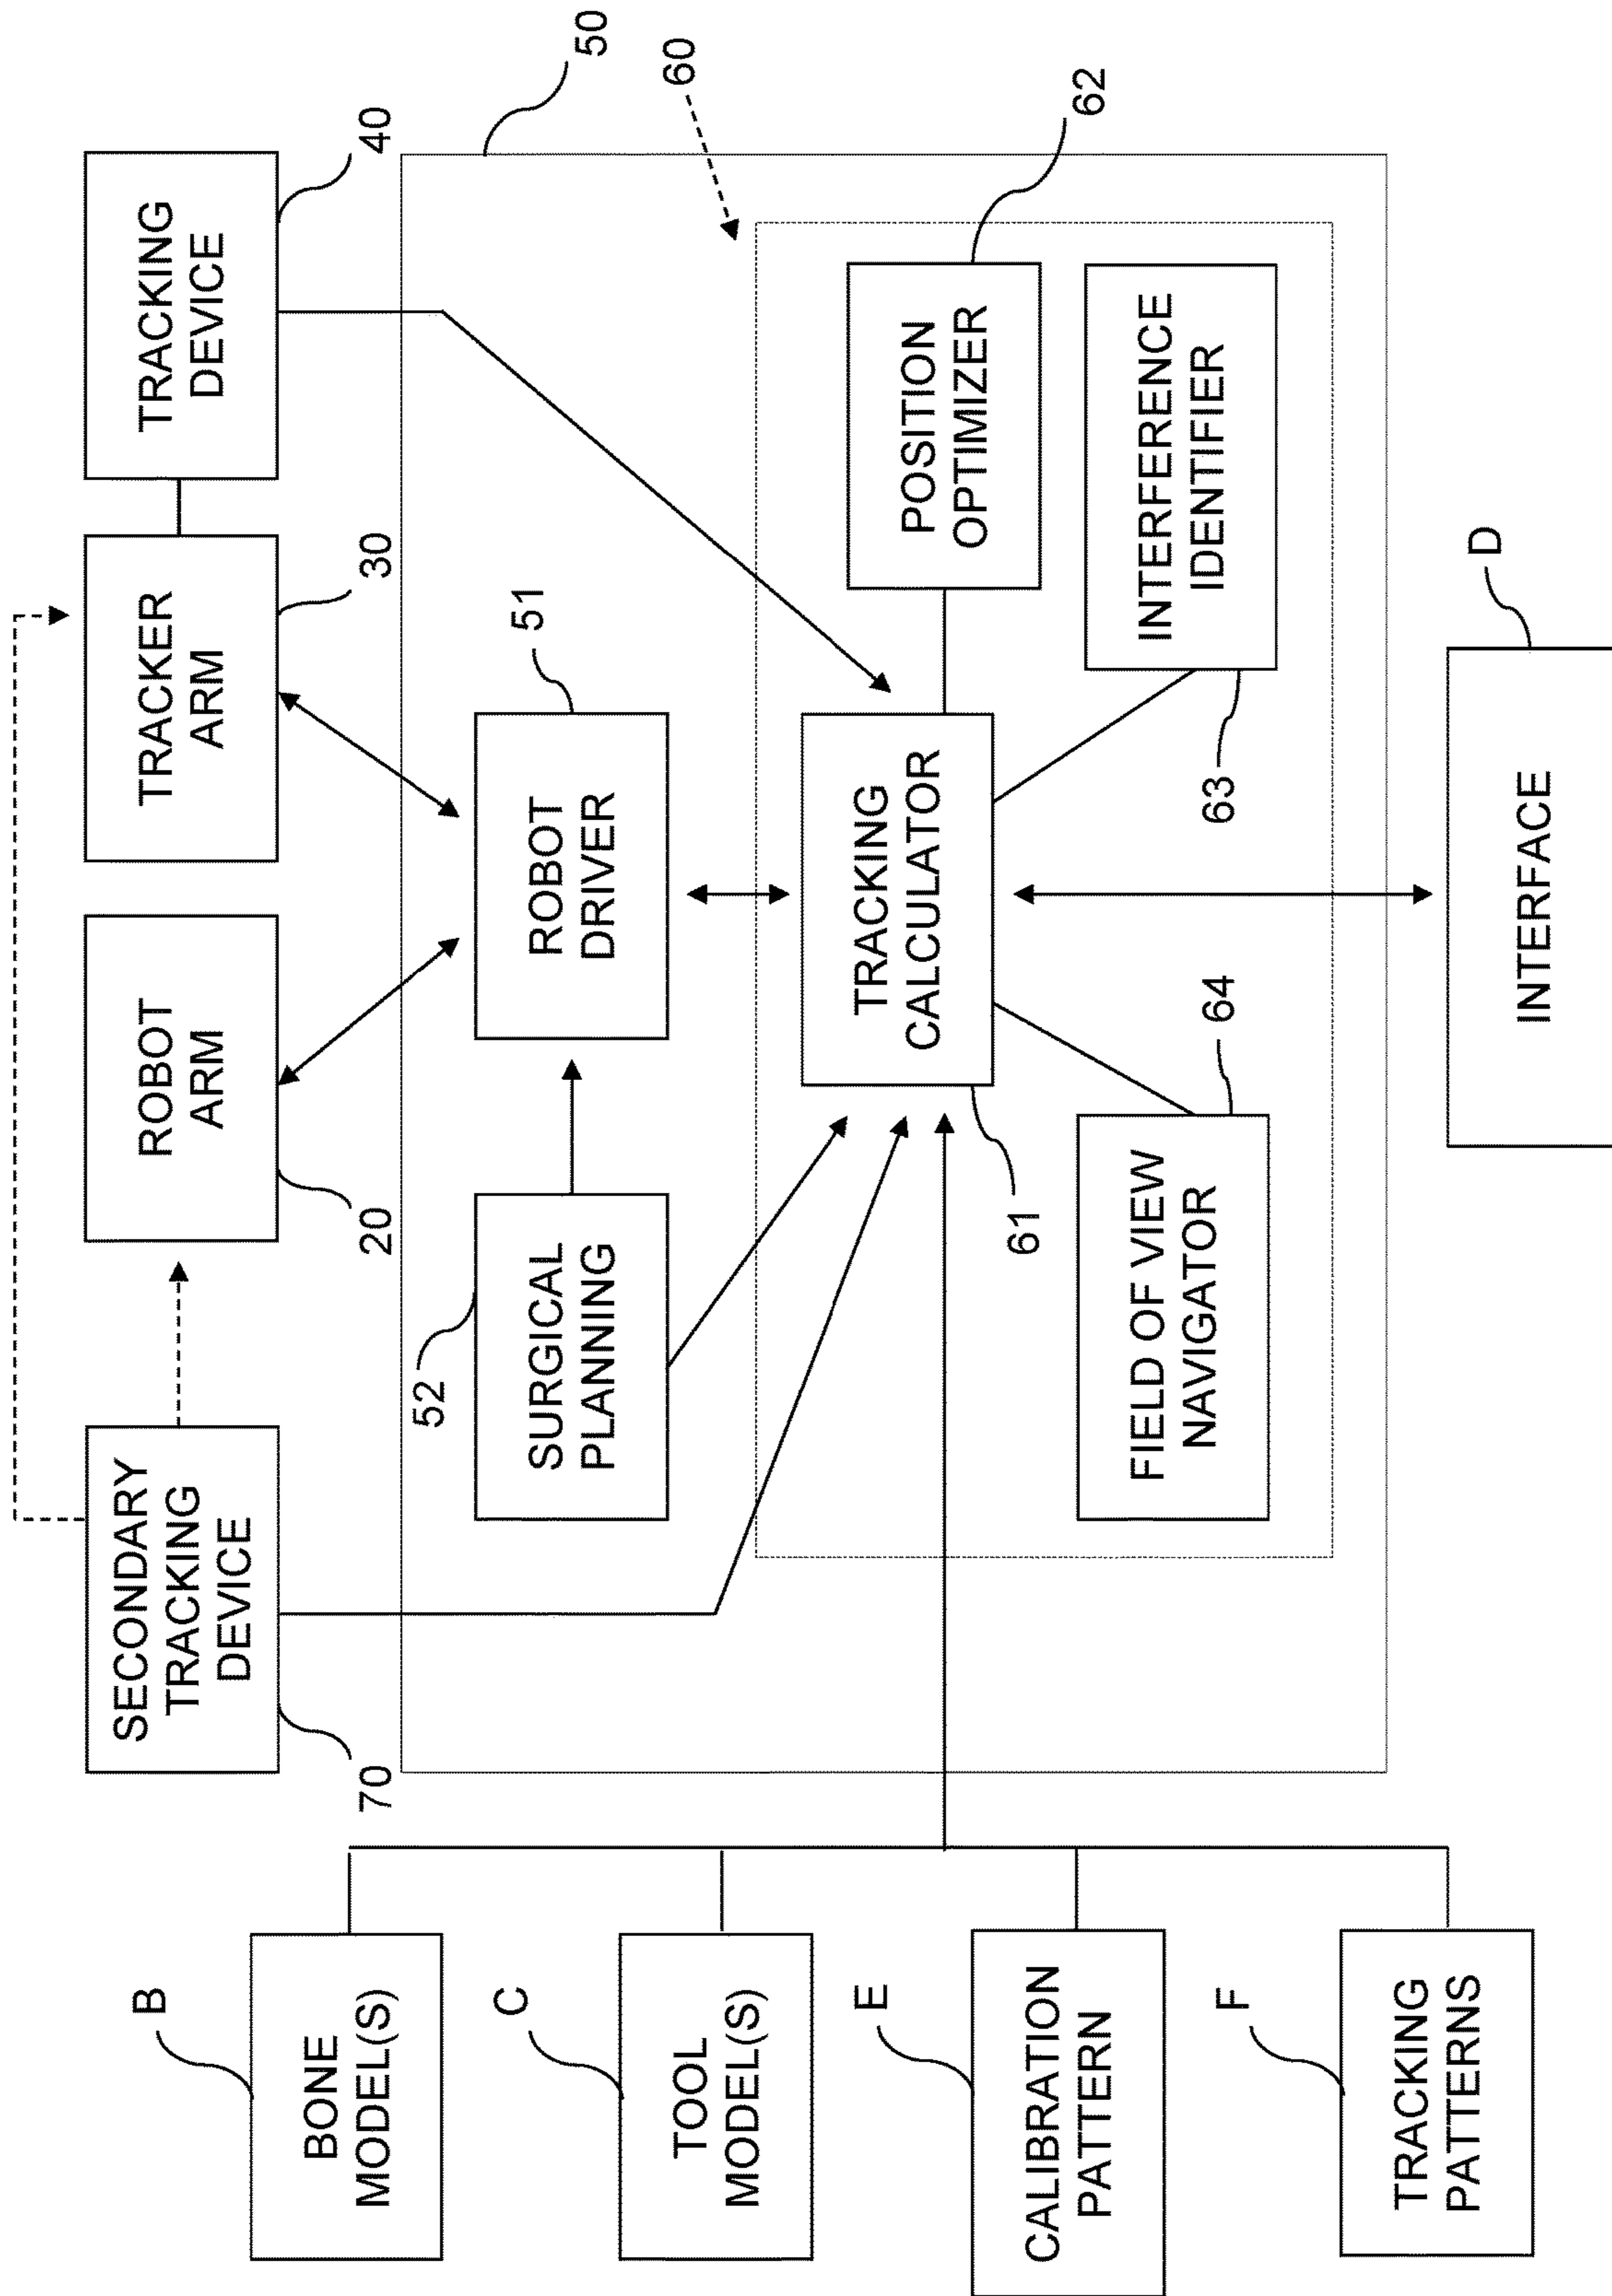 SECONDARY
TRACKING
DEVICE
70
ROBOT
ARM
20
TRACKER
ARM
30
TRACKING
DEVICE
40
50
60
BONE
MODEL(S)
B
TOOL
MODEL(S)
C
CALIBRATION
PATTERN
E
TRACKING
PATTERNS
F
SURGICAL
PLANNING
52
ROBOT
DRIVER
51
TRACKING
CALCULATOR
61
POSITION
OPTIMIZER
62
FIELD OF VIEW
NAVIGATOR
64
INTERFERENCE
IDENTIFIER
63
INTERFACE
D